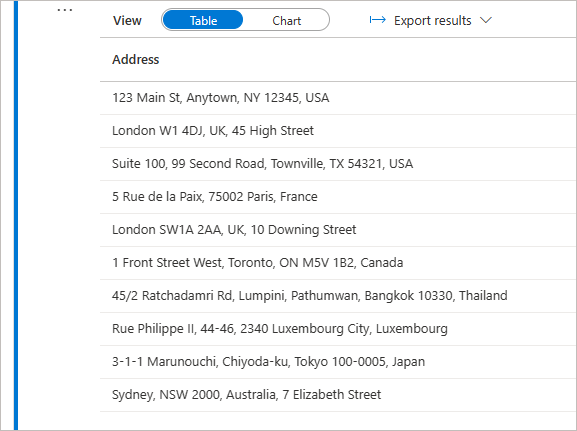 View Table Chart Export results
Address
123 Main St, Anytown, NY 12345, USA
London W1 4DJ, UK, 45 High Street
Suite 100, 99 Second Road, Townville, TX 54321, USA
5 Rue de la Paix, 75002 Paris, France
London SW1A 2AA, UK, 10 Downing Street
1 Front Street West, Toronto, ON M5V 1B2, Canada
45/2 Ratchadamri Rd, Lumpini, Pathumwan, Bangkok 10330, Thailand
Rue Philippe II, 44-46, 2340 Luxembourg City, Luxembourg
3-1-1 Marunouchi, Chiyoda-ku, Tokyo 100-0005, Japan
Sydney, NSW 2000, Australia, 7 Elizabeth Street